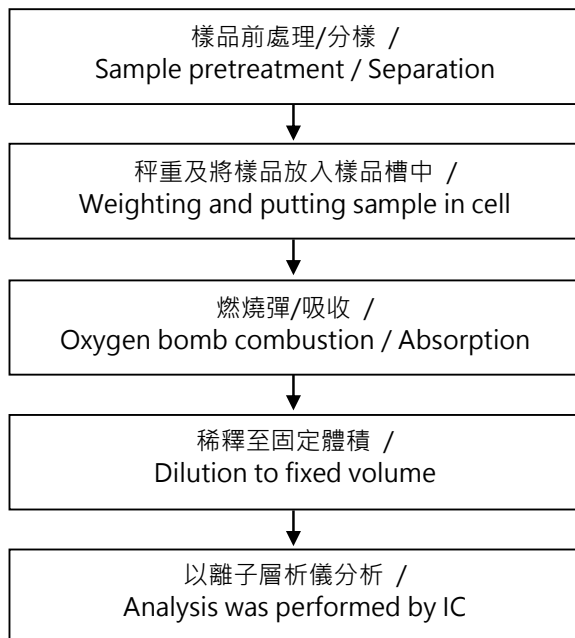 樣品前處理/分樣 /
Sample pretreatment / Separation
秤重及將樣品放入樣品槽中 /
Weighting and putting sample in cell
燃燒彈/吸收 /
Oxygen bomb combustion / Absorption
稀釋至固定體積 /
Dilution to fixed volume
以離子層析儀分析 /
Analysis was performed by IC